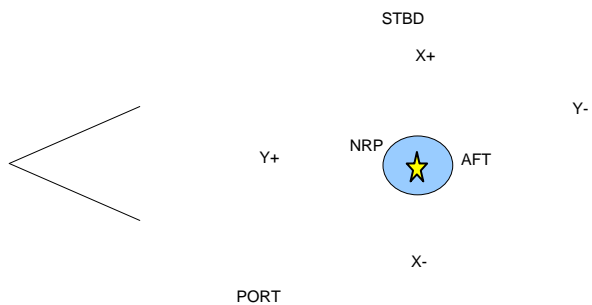 STBD
X+
Y-
NRP
AFT
Y+
X-
PORT